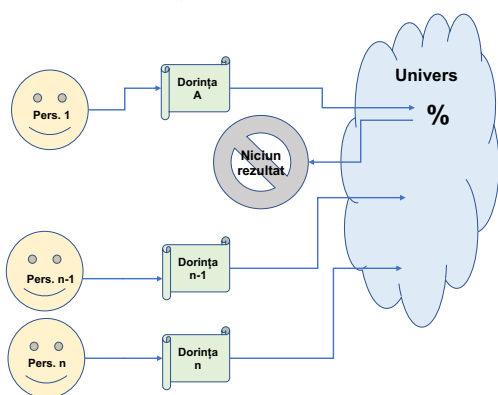 Pers. 1
Dorința
A
Univers
%
Niciun
rezultat
Pers. n-1
Dorința
n-1
Pers. n
Dorința
n